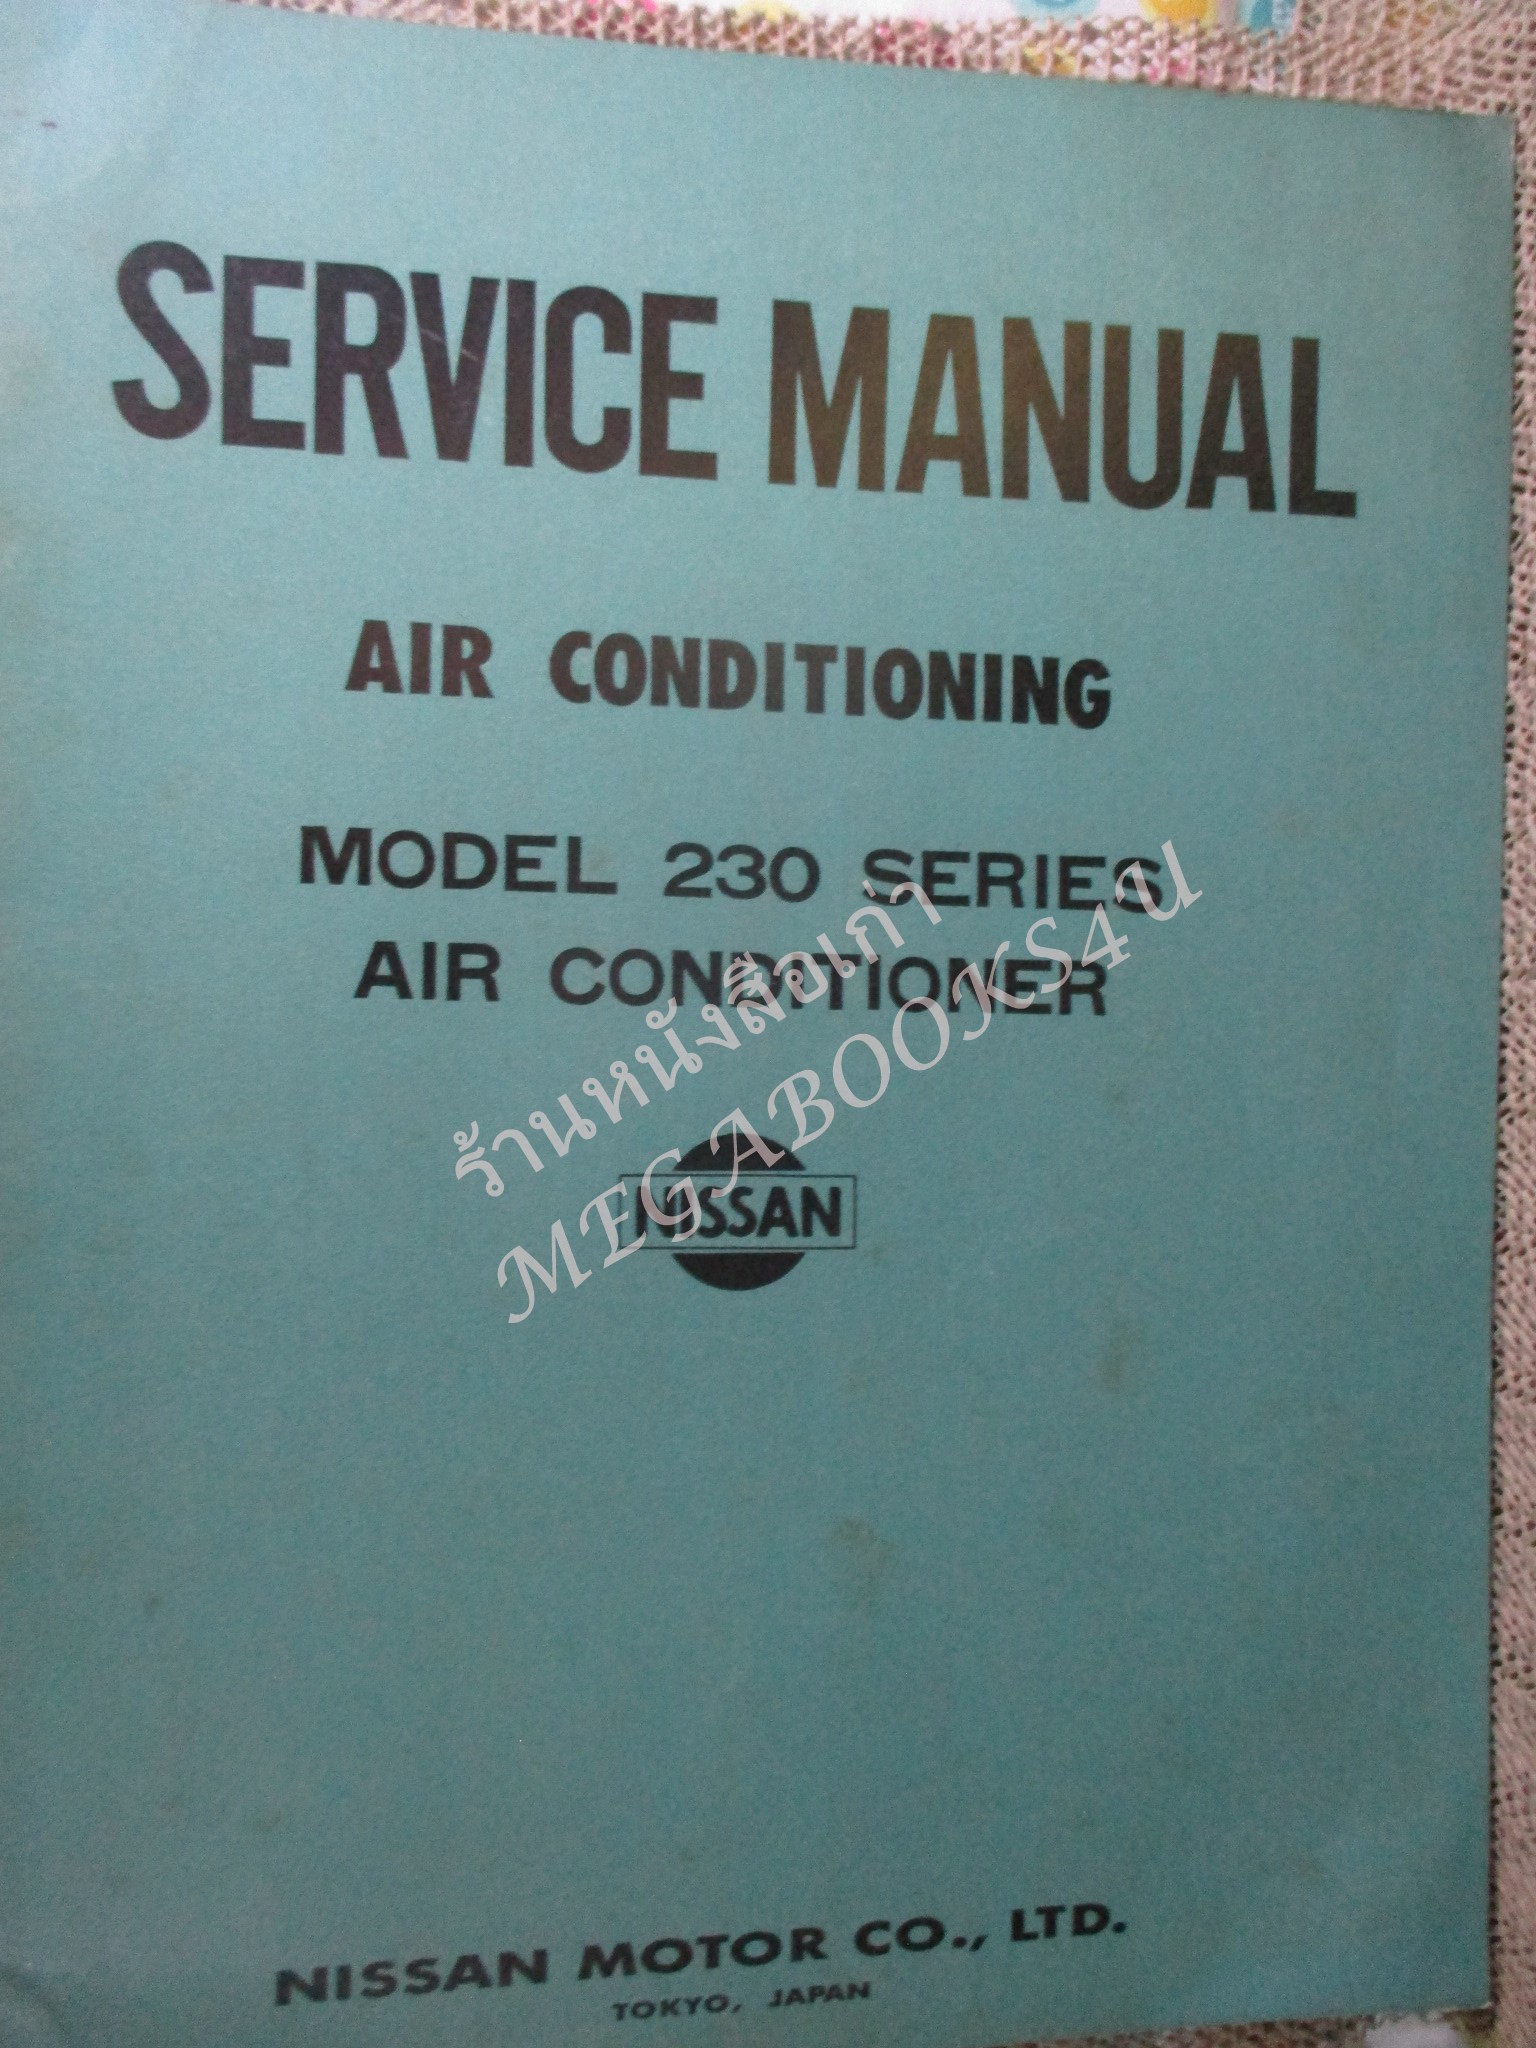 SERVICE MANUAL
AIR CONDITIONING
MODEL 230 SERIES
AIR CONDITIONER
ร้านหนังสือเก่า
MEGABOOKS4U
NISSAN
NISSAN MOTOR CO., LTD.
TOKYO, JAPAN